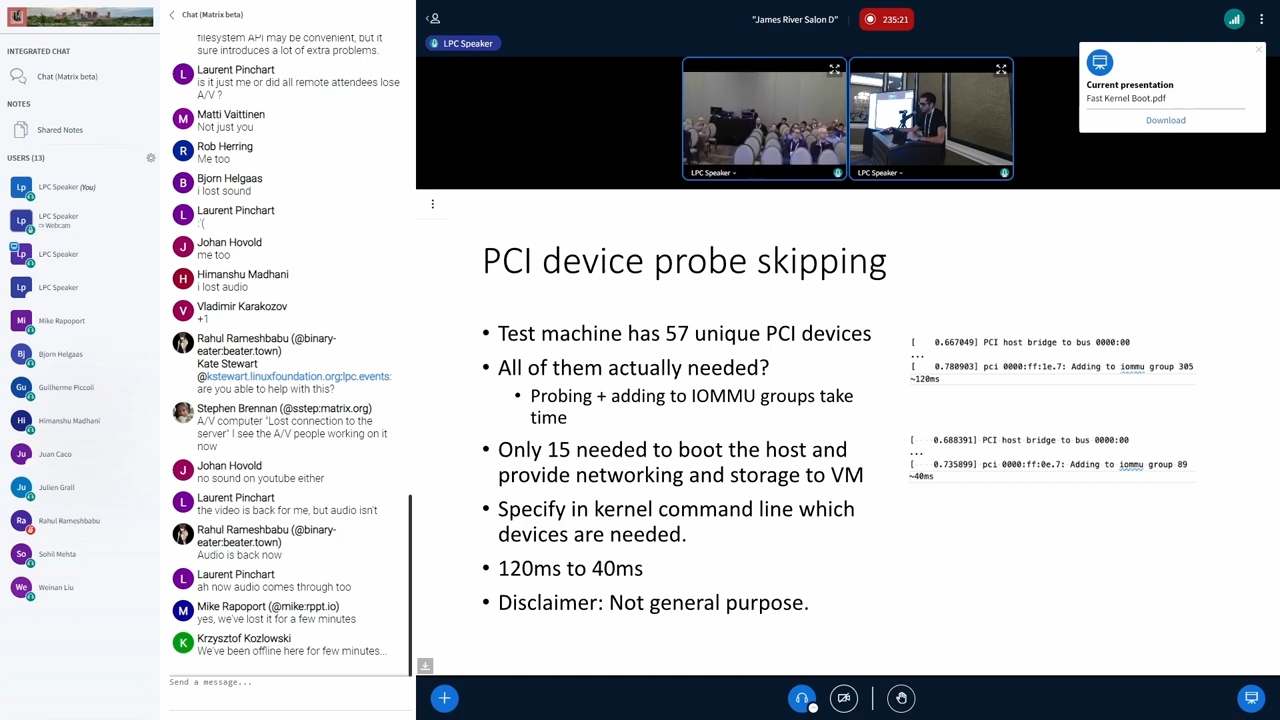 INTEGRATED CHAT
Chat (Matrix beta)
NOTES
Shared Notes
USERS (13)
Lp LPC Speaker (You)
Lp LPC Speaker
Webcam
Lp LPC Speaker
Lp LPC Speaker
Mi Mike Rapoport
Bj Bjorn Helgaas
Gu Guilherme Piccoli
Hi Himanshu Madhani
Ju Juan Caco
Ju Julien Grall
Ra Rahul Rameshbabu
So Sohil Mehta
We Weinan Liu
Chat (Matrix beta)
filesystem API may be convenient, but it
sure introduces a lot of extra problems.
L Laurent Pinchart
is it just me or did all remote attendees lose
A/V ?
M Matti Vaittinen
Not just you
R Rob Herring
Me too
B Bjorn Helgaas
i lost sound
L Laurent Pinchart
:'(
J Johan Hovold
me too
H Himanshu Madhani
i lost audio
V Vladimir Karakozov
+1
Rahul Rameshbabu (@binary-
eater:beater.town)
Kate Stewart
@kstewart.linuxfoundation.org:lpc.events:
are you able to help with this?
Stephen Brennan (@sstep:matrix.org)
A/V computer "Lost connection to the
server" I see the A/V people working on it
now
J Johan Hovold
no sound on youtube either
L Laurent Pinchart
the video is back for me, but audio isn't
Rahul Rameshbabu (@binary-
eater:beater.town)
Audio is back now
L Laurent Pinchart
ah now audio comes through too
M Mike Rapoport (@mike:rppt.io)
yes, we've lost it for a few minutes
K Krzysztof Kozlowski
We've been offline here for few minutes...
Send a message...
"James River Salon D"
235:21
LPC Speaker
LPC Speaker
LPC Speaker
Current presentation
Fast Kernel Boot.pdf
Download
PCI device probe skipping
• Test machine has 57 unique PCI devices
• All of them actually needed?
• Probing + adding to IOMMU groups take
time
• Only 15 needed to boot the host and
provide networking and storage to VM
• Specify in kernel command line which
devices are needed.
• 120ms to 40ms
• Disclaimer: Not general purpose.
[ 0.667049] PCI host bridge to bus 0000:00
...
[ 0.780903] pci 0000:ff:1e.7: Adding to iommu group 305
~120ms
[ 0.688391] PCI host bridge to bus 0000:00
...
[ 0.735899] pci 0000:ff:0e.7: Adding to iommu group 89
~40ms